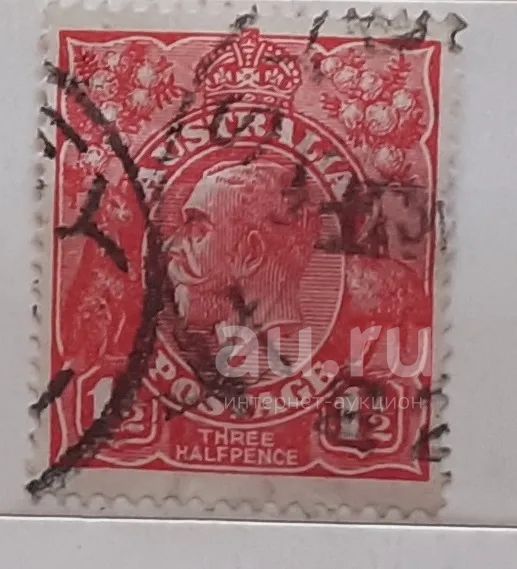 AUSTRALIA
au.ru
интернет-аукцион
POSTAGE
1½ 1½
THREE
HALFPENCE